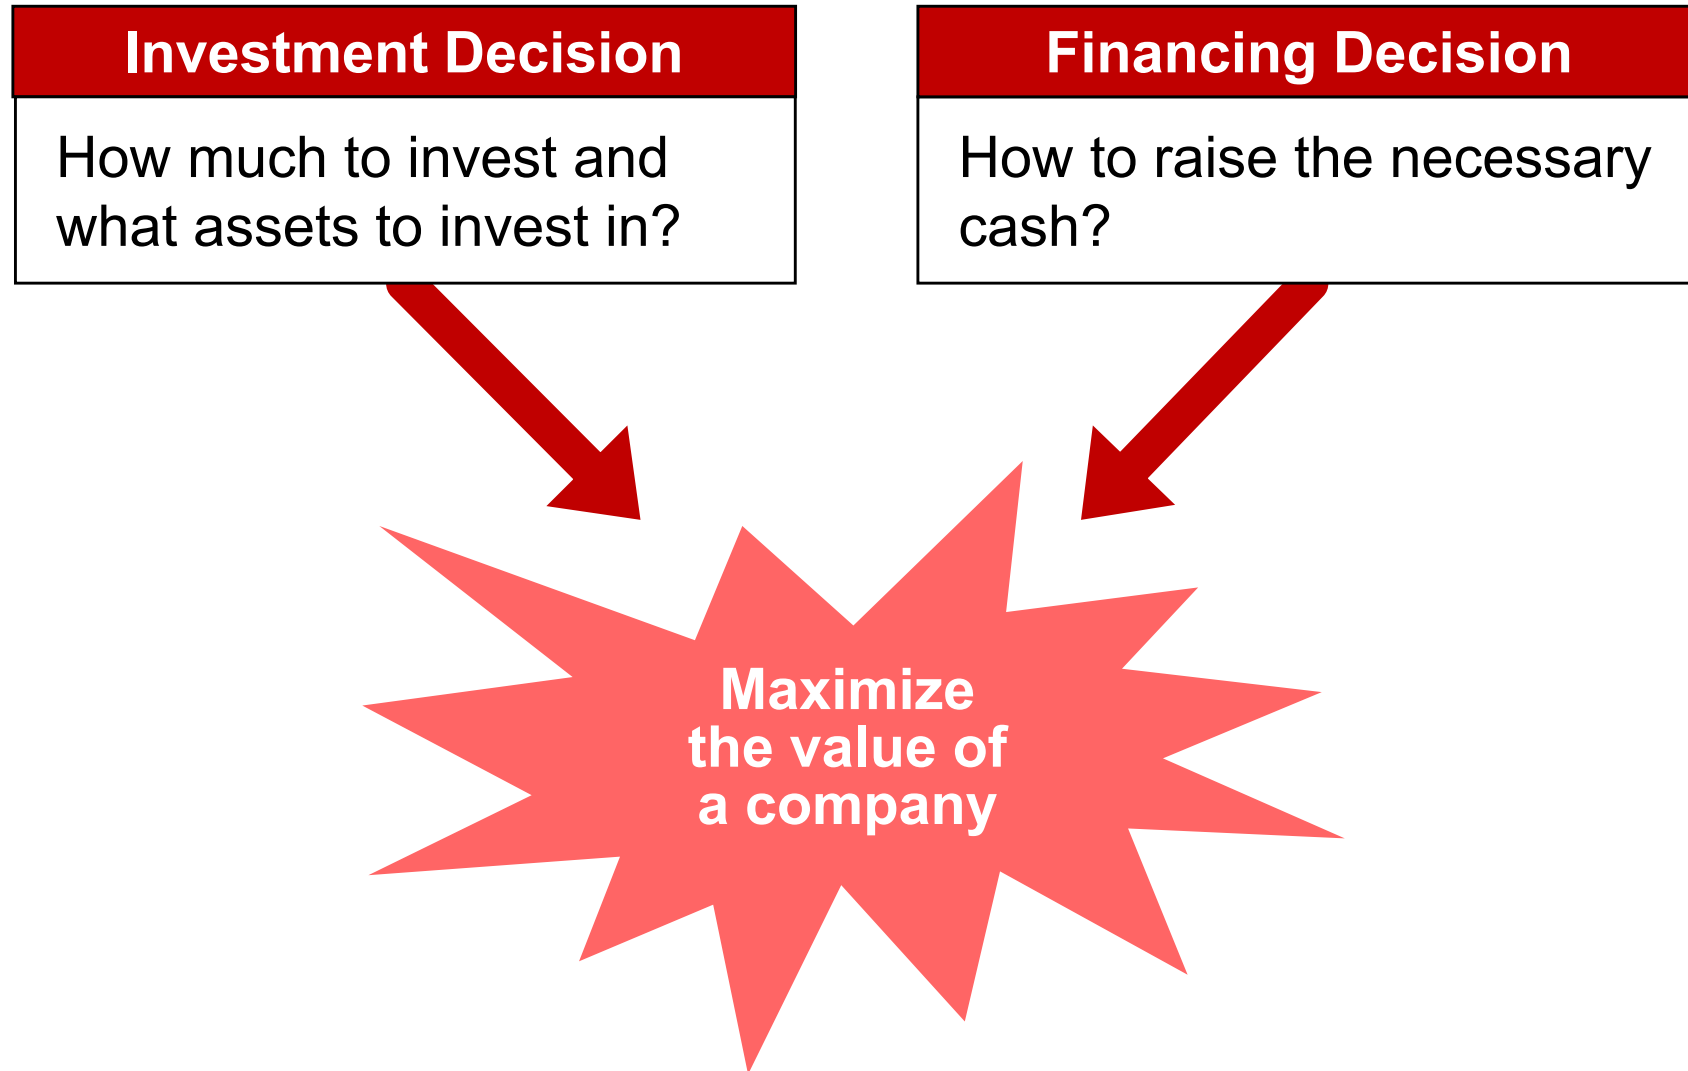 Investment Decision
How much to invest and
what assets to invest in?
Financing Decision
How to raise the necessary
cash?
Maximize
the value of
a company